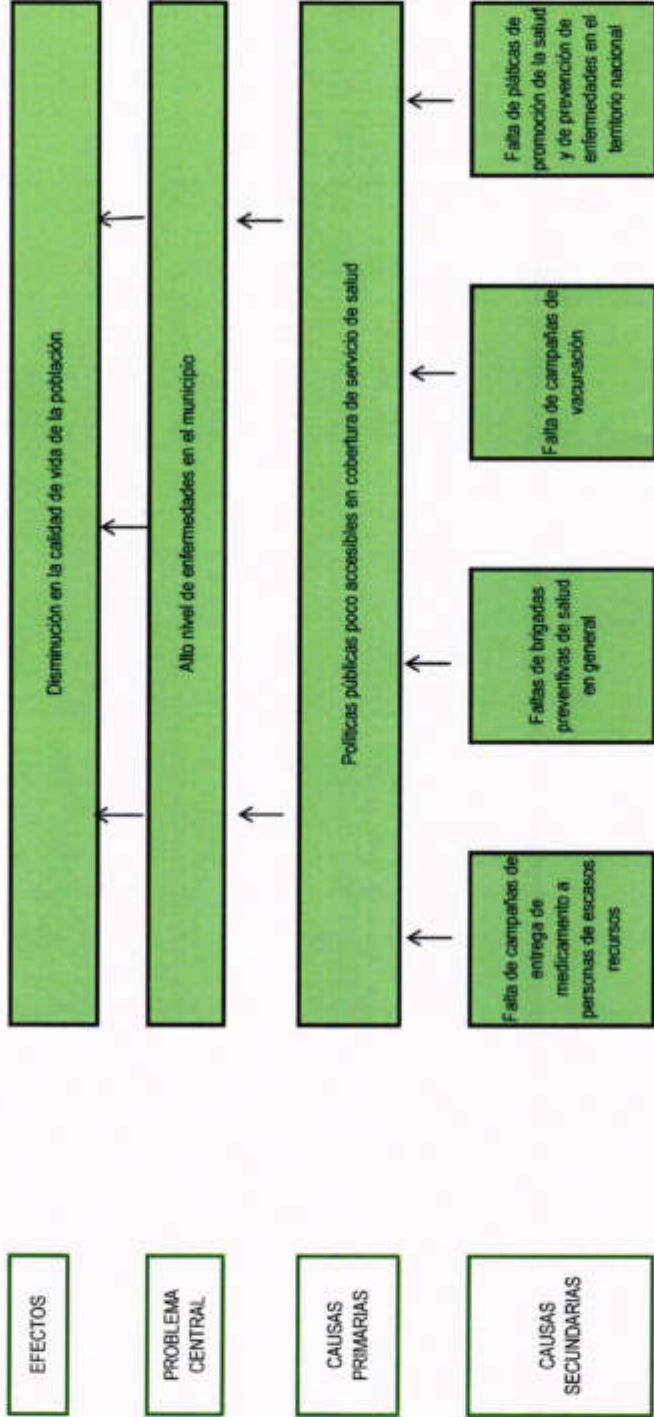 EFECTOS
Disminución en la calidad de vida de la población
PROBLEMA
CENTRAL
Alto nivel de enfermedades en el municipio
CAUSAS
PRIMARIAS
Políticas públicas poco accesibles en cobertura de servicio de salud
CAUSAS
SECUNDARIAS
Falta de campañas de
entrega de
medicamento a
personas de escasos
recursos
Faltas de brigadas
preventivas de salud
en general
Falta de campañas de
vacunación
Falta de pláticas de
promoción de la salud
y de prevención de
enfermedades en el
territorio nacional